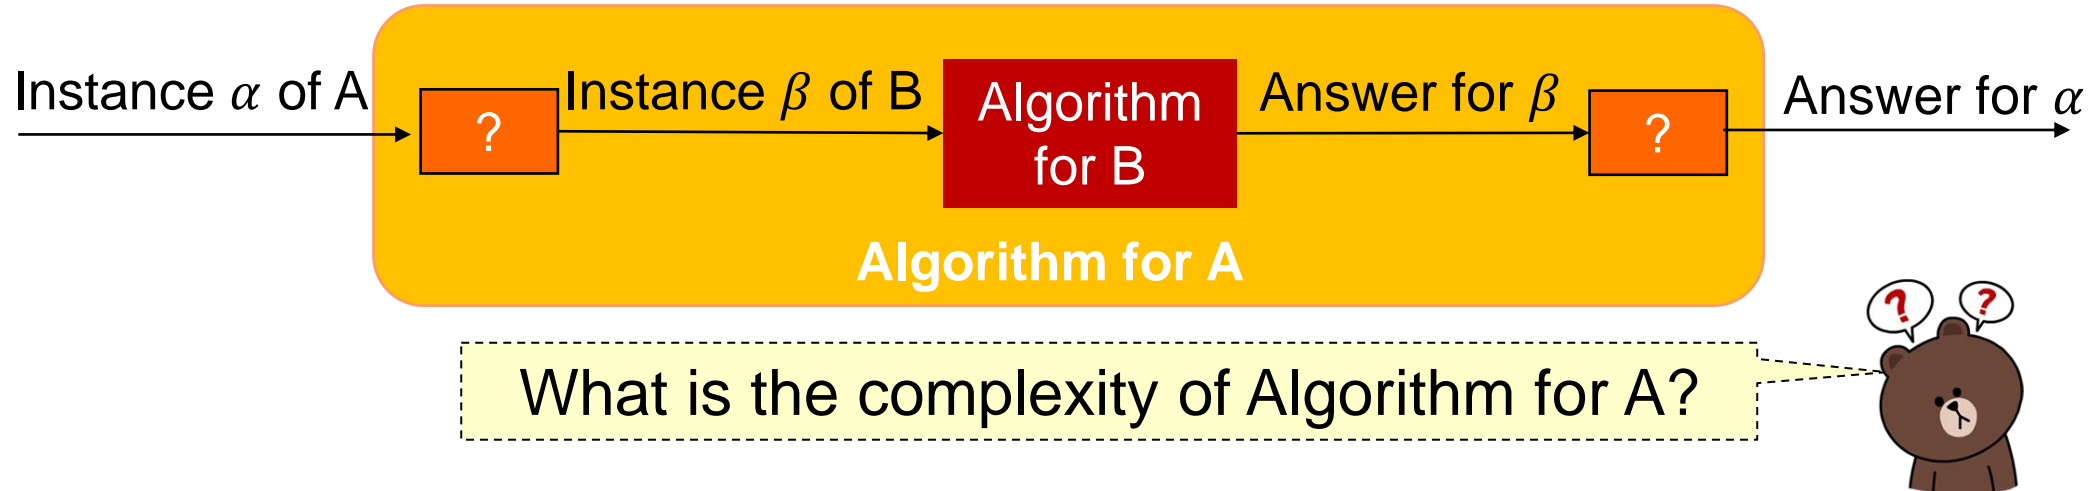 Instance α of A
?
Instance β of B
Algorithm
for B
Answer for β
?
Answer for α
Algorithm for A
? ?
What is the complexity of Algorithm for A?